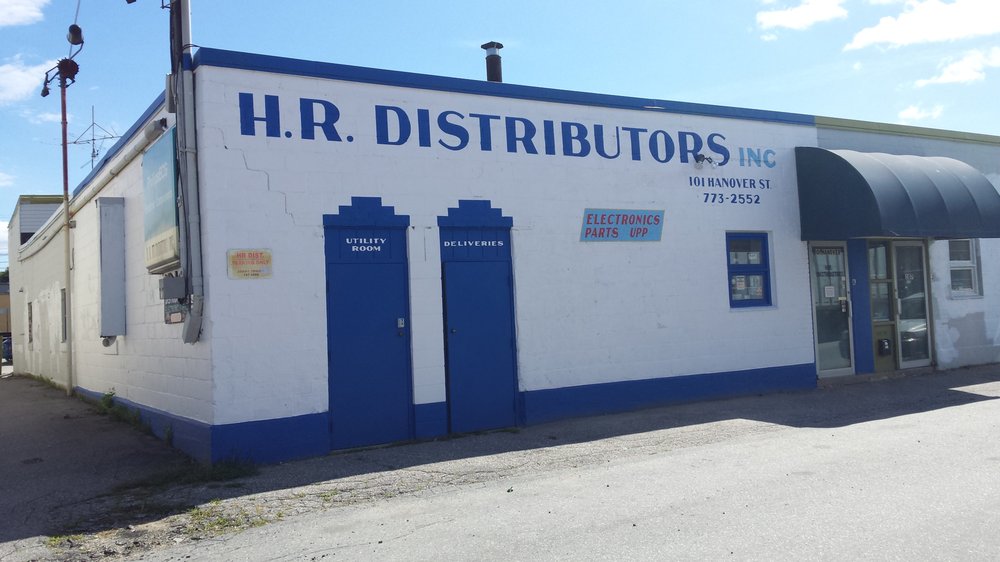 H.R. DISTRIBUTORS INC
101 HANOVER ST.
773-2552
ELECTRONICS
PARTS UPP
UTILITY
ROOM
DELIVERIES
HR DIST.